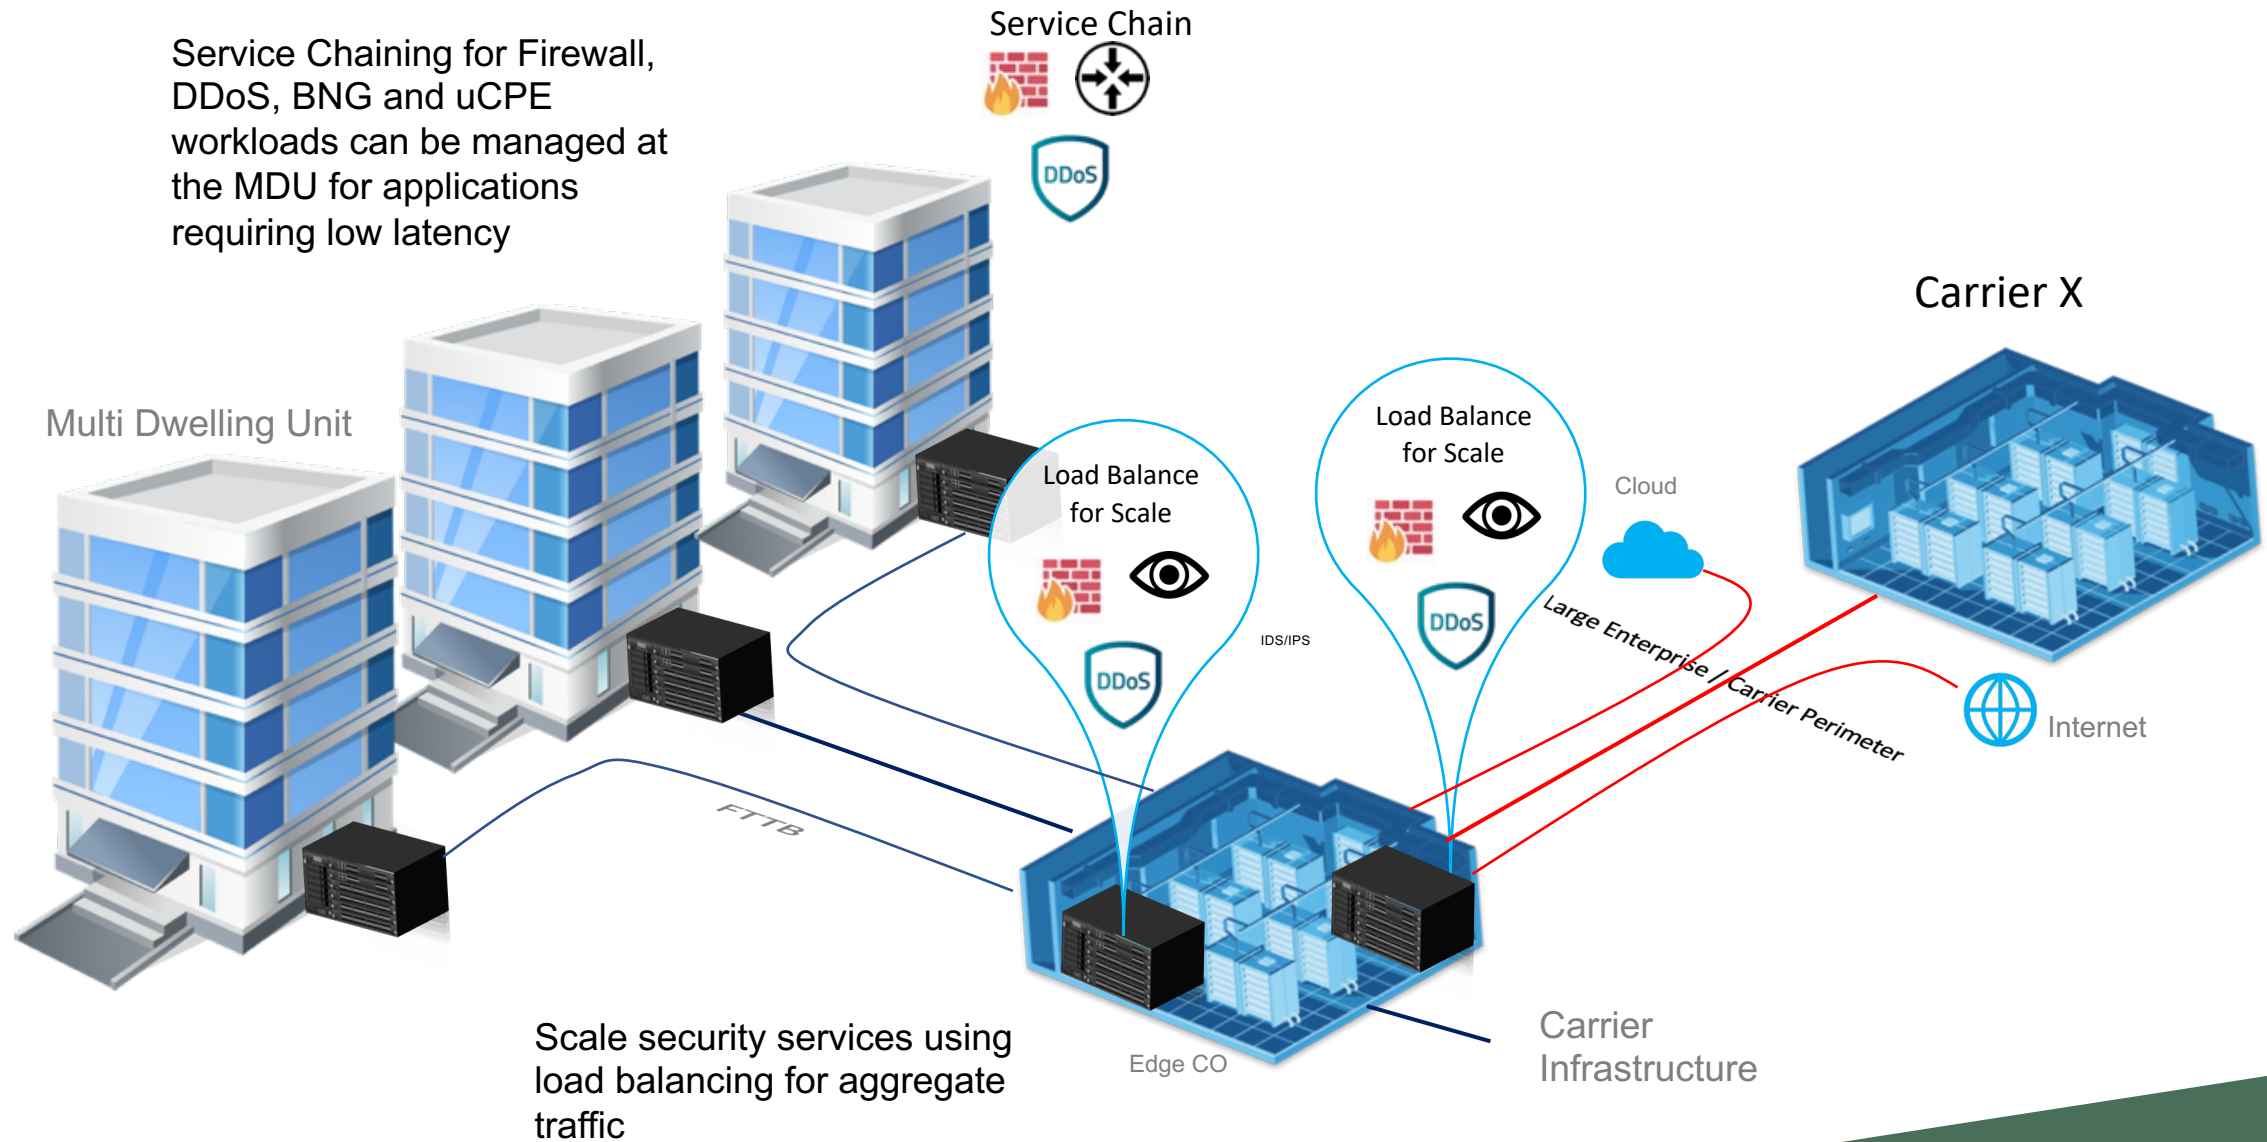 Service Chain
Service Chaining for Firewall,
DDoS, BNG and uCPE
workloads can be managed at
the MDU for applications
requiring low latency
DDoS
Carrier X
Multi Dwelling Unit
Load Balance
for Scale
DDoS
Load Balance
for Scale
DDoS
IDS/IPS
Cloud
Large Enterprise / Carrier Perimeter
Internet
FTTB
Scale security services using
load balancing for aggregate
traffic
Edge CO
Carrier
Infrastructure